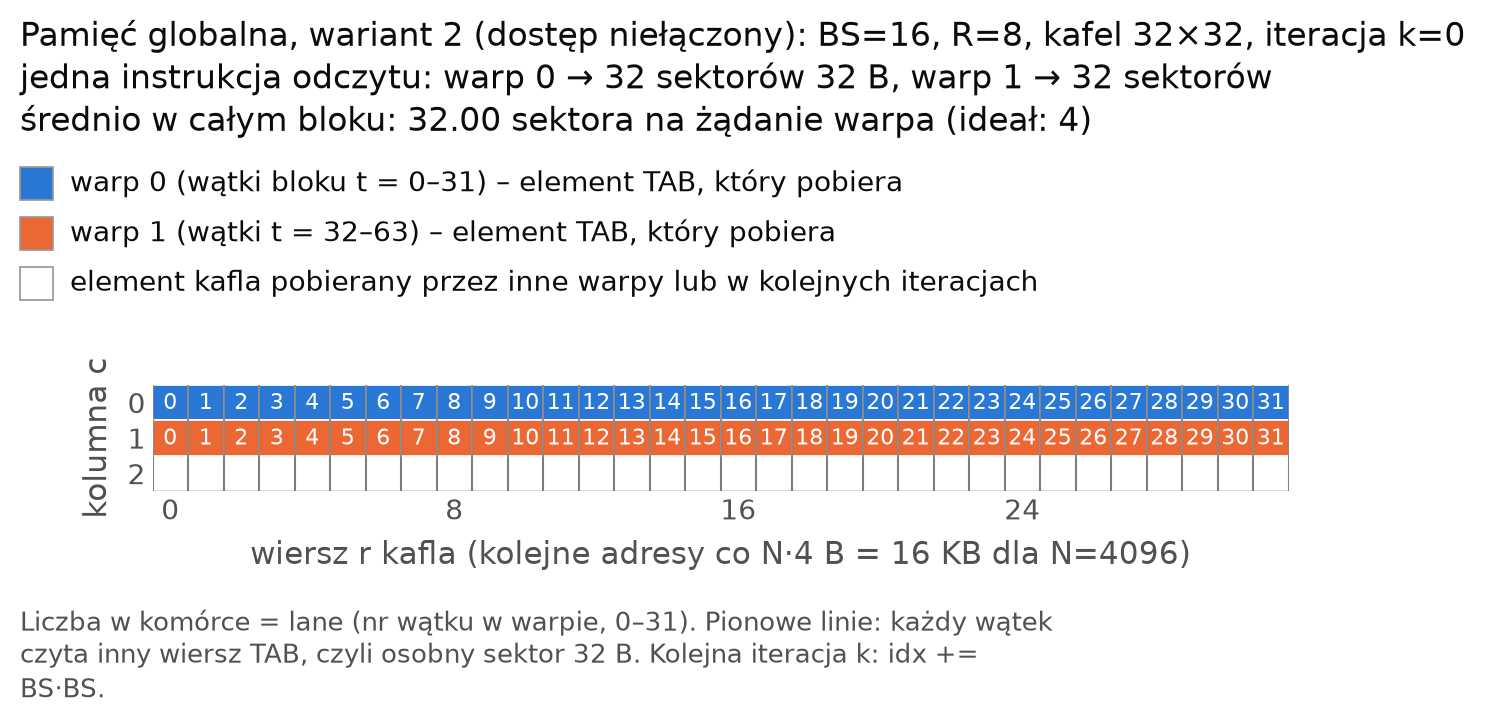 Pamięć globalna, wariant 2 (dostęp niełączony): BS=16, R=8, kafel 32×32, iteracja k=0
jedna instrukcja odczytu: warp 0 → 32 sektorów 32 B, warp 1 → 32 sektorów
średnio w całym bloku: 32.00 sektora na żądanie warpa (ideał: 4)
warp 0 (wątki bloku t = 0–31) – element TAB, który pobiera
warp 1 (wątki t = 32–63) – element TAB, który pobiera
element kafla pobierany przez inne warpy lub w kolejnych iteracjach
kolumna c
0 0 1 2 3 4 5 6 7 8 9 10 11 12 13 14 15 16 17 18 19 20 21 22 23 24 25 26 27 28 29 30 31
1 0 1 2 3 4 5 6 7 8 9 10 11 12 13 14 15 16 17 18 19 20 21 22 23 24 25 26 27 28 29 30 31
2
0 8 16 24
wiersz r kafla (kolejne adresy co N·4 B = 16 KB dla N=4096)
Liczba w komórce = lane (nr wątku w warpie, 0–31). Pionowe linie: każdy wątek
czyta inny wiersz TAB, czyli osobny sektor 32 B. Kolejna iteracja k: idx +=
BS·BS.